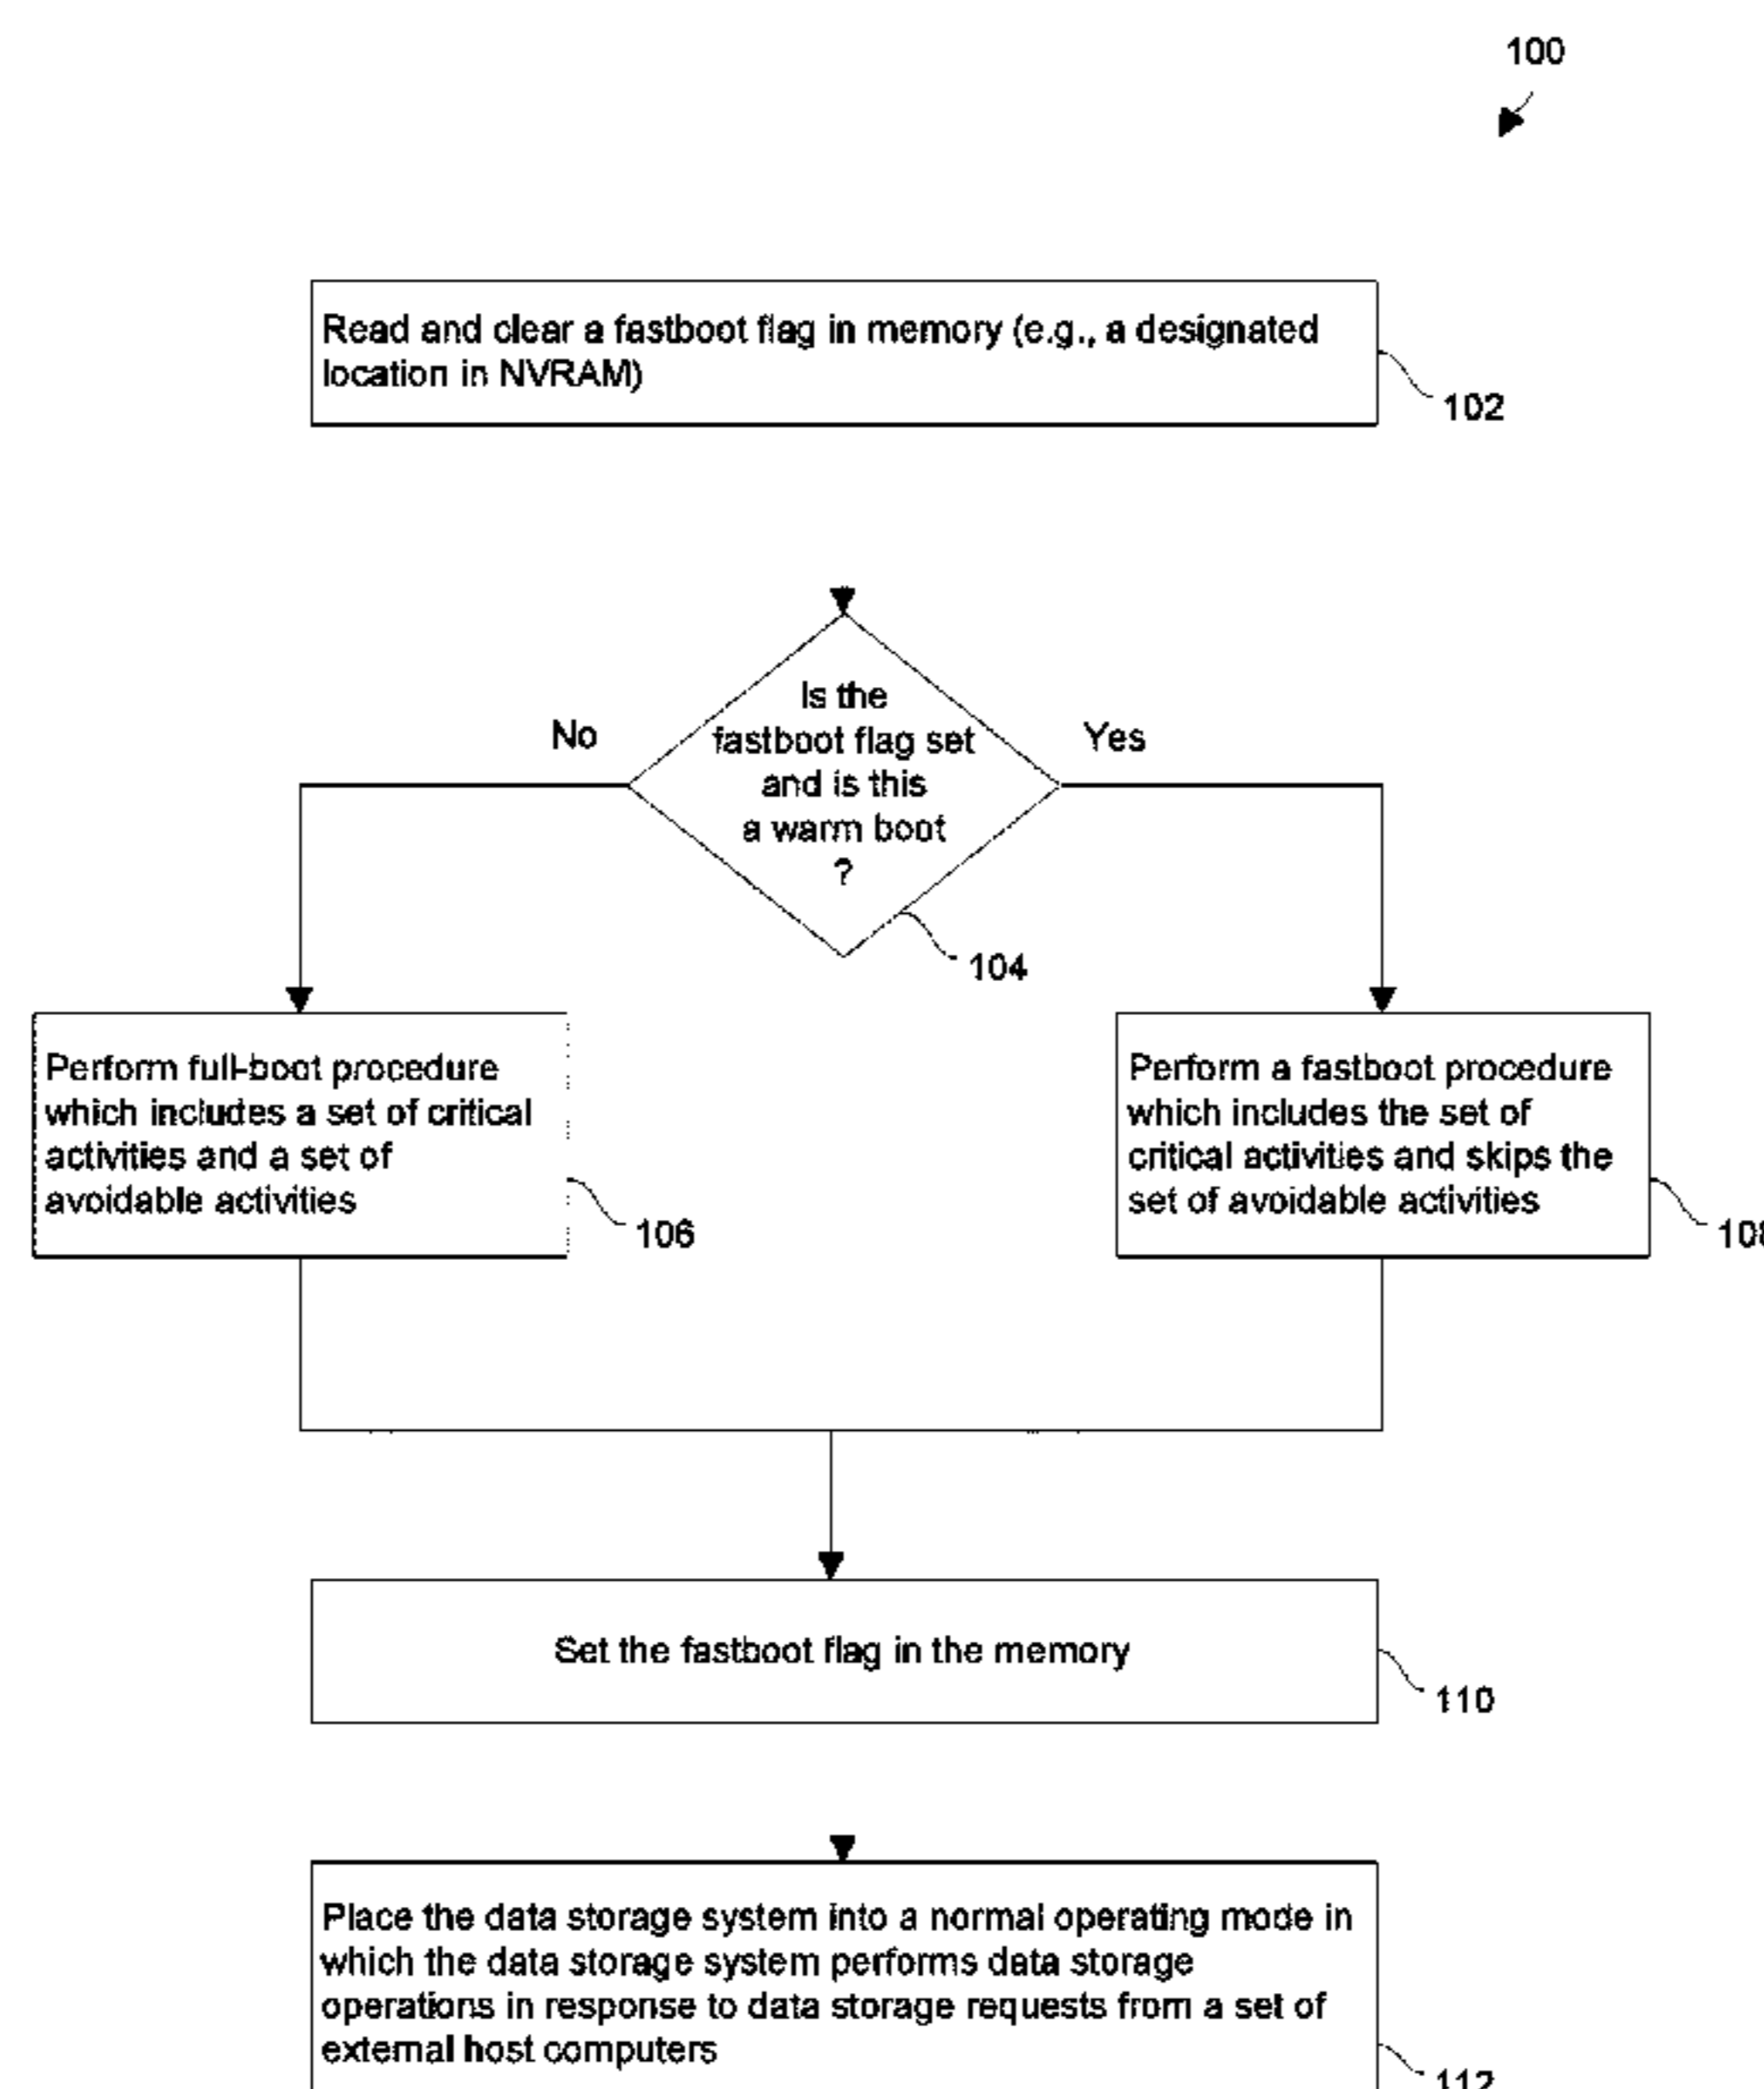 100
Read and clear a fastboot flag in memory (e.g., a designated
location in NVRAM)
102
Is the
fastboot flag set
and is this
a warm boot
?
No
Yes
104
Perform full-boot procedure
which includes a set of critical
activities and a set of
avoidable activities
106
Perform a fastboot procedure
which includes the set of
critical activities and skips the
set of avoidable activities
108
Set the fastboot flag in the memory
110
Place the data storage system into a normal operating mode in
which the data storage system performs data storage
operations in response to data storage requests from a set of
external host computers
112